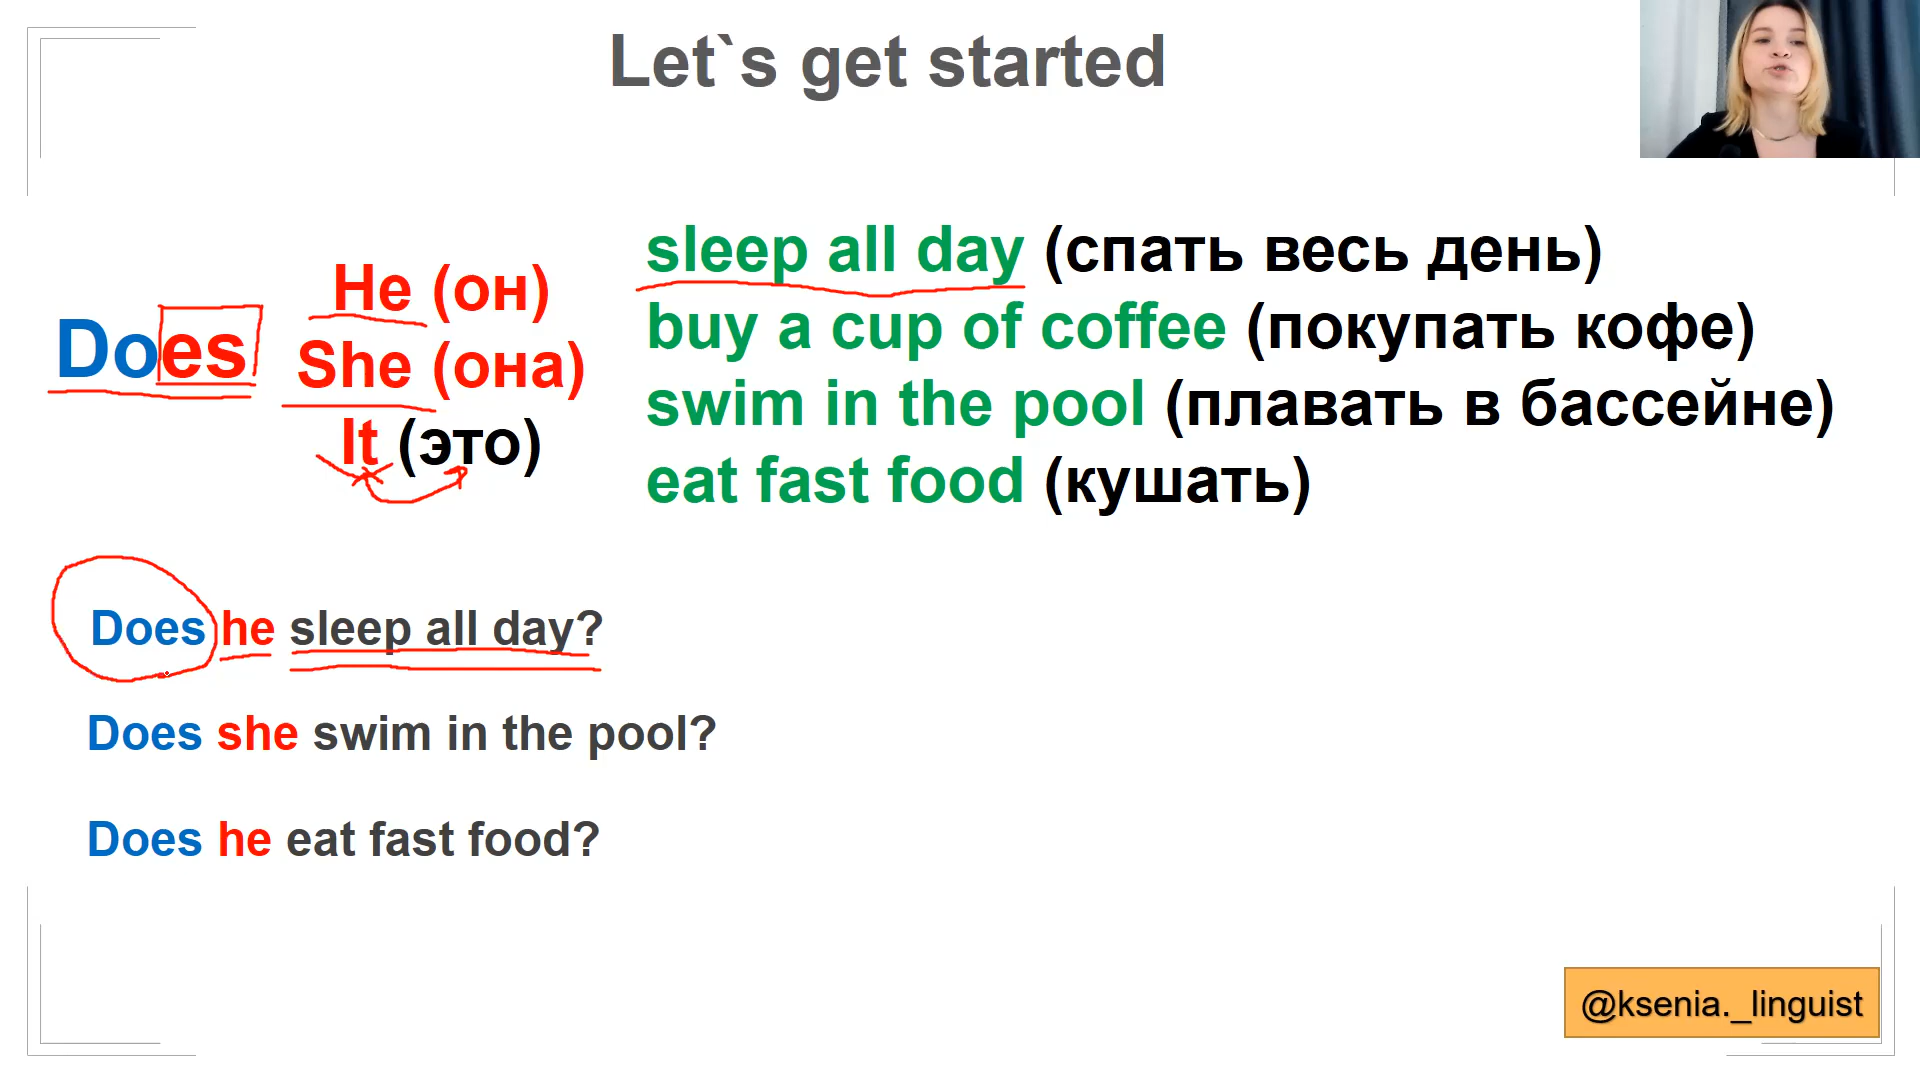 Let`s get started
Does
He (он)
She (она)
It (это)
sleep all day (спать весь день)
buy a cup of coffee (покупать кофе)
swim in the pool (плавать в бассейне)
eat fast food (кушать)
Does he sleep all day?
Does she swim in the pool?
Does he eat fast food?
@ksenia._linguist